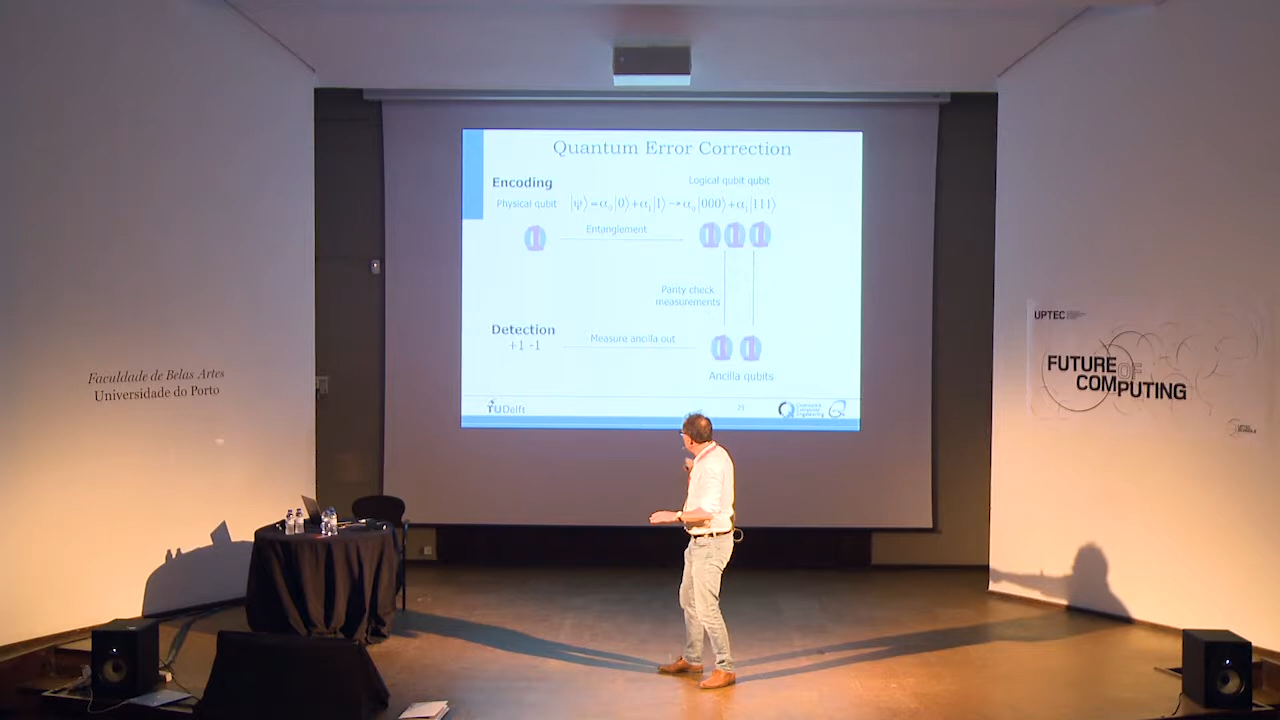 Quantum Error Correction
Encoding
Logical qubit qubit
Physical qubit
|ψ⟩=α₀|0⟩+α₁|1⟩→α₀|000⟩+α₁|111⟩
Entanglement
Parity check
measurements
Detection
+1 -1
Measure ancilla out
Ancilla qubits
TUDelft
21
Faculdade de Belas Artes
Universidade do Porto
UPTEC
FUTURE OF
COMPUTING